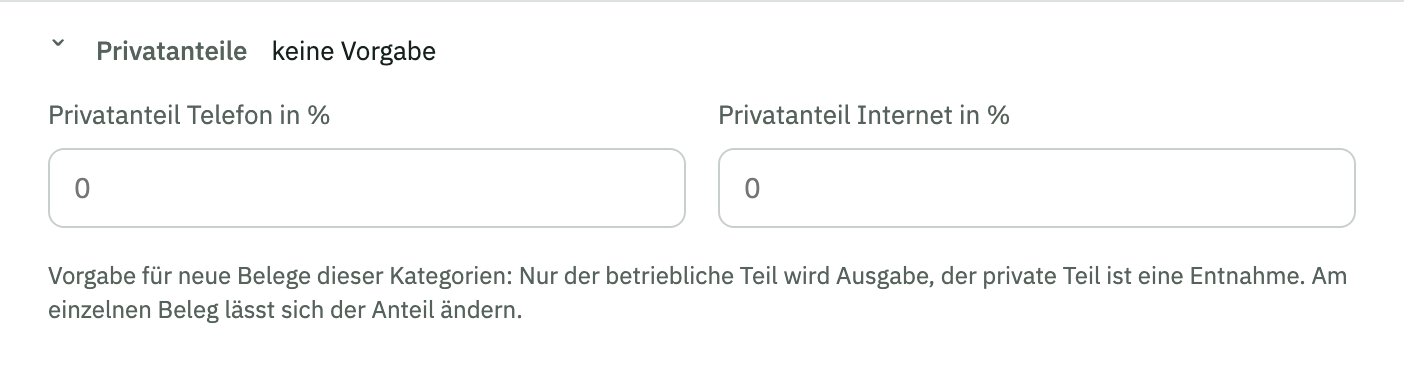 Privatanteile keine Vorgabe
Privatanteil Telefon in % Privatanteil Internet in %
0 0
Vorgabe für neue Belege dieser Kategorien: Nur der betriebliche Teil wird Ausgabe, der private Teil ist eine Entnahme. Am
einzelnen Beleg lässt sich der Anteil ändern.